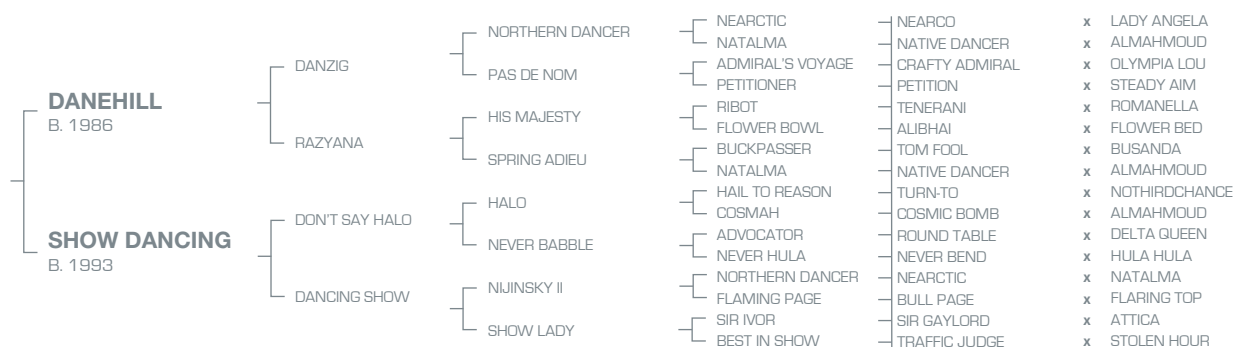 DANEHILL
B. 1986
SHOW DANCING
B. 1993
DANZIG
RAZYANA
DON'T SAY HALO
DANCING SHOW
NORTHERN DANCER
PAS DE NOM
HIS MAJESTY
SPRING ADIEU
HALO
NEVER BABBLE
NIJINSKY II
SHOW LADY
NEARCTIC
NATALMA
ADMIRAL'S VOYAGE
PETITIONER
RIBOT
FLOWER BOWL
BUCKPASSER
NATALMA
HAIL TO REASON
COSMAH
ADVOCATOR
NEVER HULA
NORTHERN DANCER
FLAMING PAGE
SIR IVOR
BEST IN SHOW
NEARCO x LADY ANGELA
NATIVE DANCER x ALMAHMOUD
CRAFTY ADMIRAL x OLYMPIA LOU
PETITION x STEADY AIM
TENERANI x ROMANELLA
ALIBHAI x FLOWER BED
TOM FOOL x BUSANDA
NATIVE DANCER x ALMAHMOUD
TURN-TO x NOTHIRDCHANCE
COSMIC BOMB x ALMAHMOUD
ROUND TABLE x DELTA QUEEN
NEVER BEND x HULA HULA
NEARCTIC x NATALMA
BULL PAGE x FLARING TOP
SIR GAYLORD x ATTICA
TRAFFIC JUDGE x STOLEN HOUR